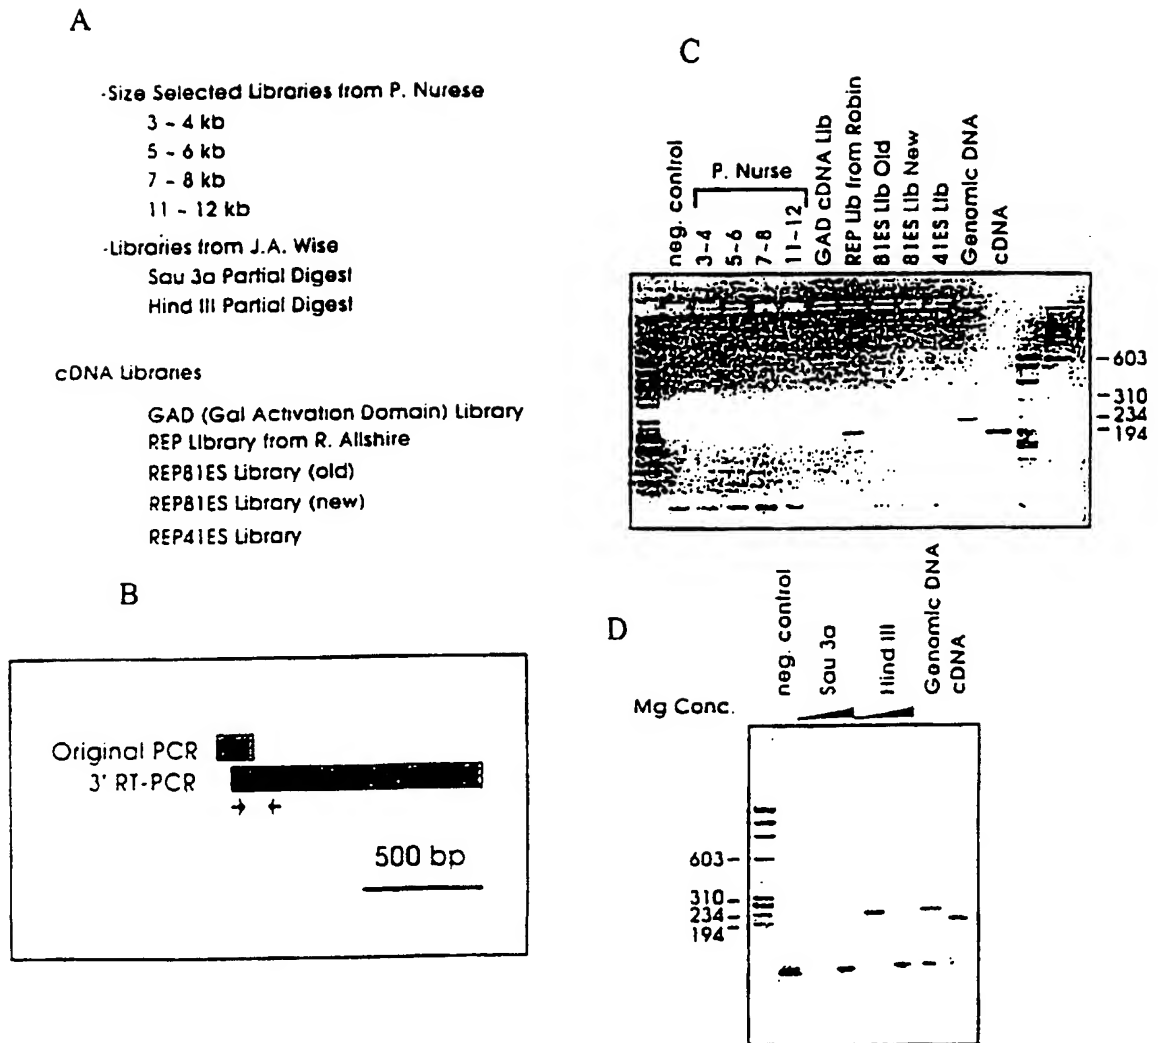 A
-Size Selected Libraries from P. Nurese
3 - 4 kb
5 - 6 kb
7 - 8 kb
11 - 12 kb
-Libraries from J.A. Wise
Sau 3a Partial Digest
Hind III Partial Digest
cDNA Libraries
GAD (Gal Activation Domain) Library
REP Library from R. Allshire
REP81ES Library (old)
REP81ES Library (new)
REP41ES Library
B
Original PCR
3' RT-PCR
500 bp
C
neg. control
P. Nurse
3-4
5-6
7-8
11-12
GAD cDNA Lib
REP Lib from Robin
81ES Lib Old
81ES Lib New
41ES Lib
Genomic DNA
cDNA
603
310
234
194
D
neg. control
Sau 3a
Hind III
Genomic DNA
cDNA
Mg Conc.
603
310
234
194